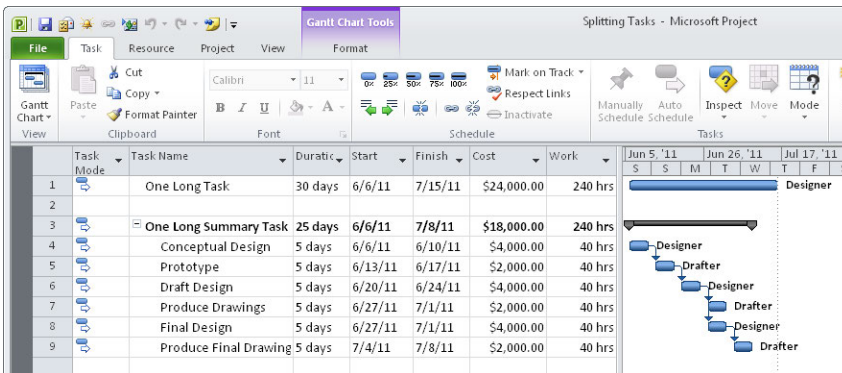 Gantt Chart Tools
Splitting Tasks - Microsoft Project
File Task Resource Project View Format
Gantt Chart
View
Paste
Cut
Copy
Format Painter
Clipboard
Calibri 11
B I U A
Font
0% 25% 50% 75% 100%
Mark on Track
Respect Links
Inactivate
Schedule
Manually Schedule
Auto Schedule
Inspect
Move
Mode
Tasks
Task Mode Task Name Start Finish Cost Work Jun 5, '11 Jun 26, '11 Jul 17, '11
S S M T W T F
1 One Long Task 30 days 6/6/11 7/15/11 $24,000.00 240 hrs Designer
2
3 One Long Summary Task 25 days 6/6/11 7/8/11 $18,000.00 240 hrs
4 Conceptual Design 5 days 6/6/11 6/10/11 $4,000.00 40 hrs Designer
5 Prototype 5 days 6/13/11 6/17/11 $2,000.00 40 hrs Drafter
6 Draft Design 5 days 6/20/11 6/24/11 $4,000.00 40 hrs Designer
7 Produce Drawings 5 days 6/27/11 7/1/11 $2,000.00 40 hrs Drafter
8 Final Design 5 days 6/27/11 7/1/11 $4,000.00 40 hrs Designer
9 Produce Final Drawing 5 days 7/4/11 7/8/11 $2,000.00 40 hrs Drafter